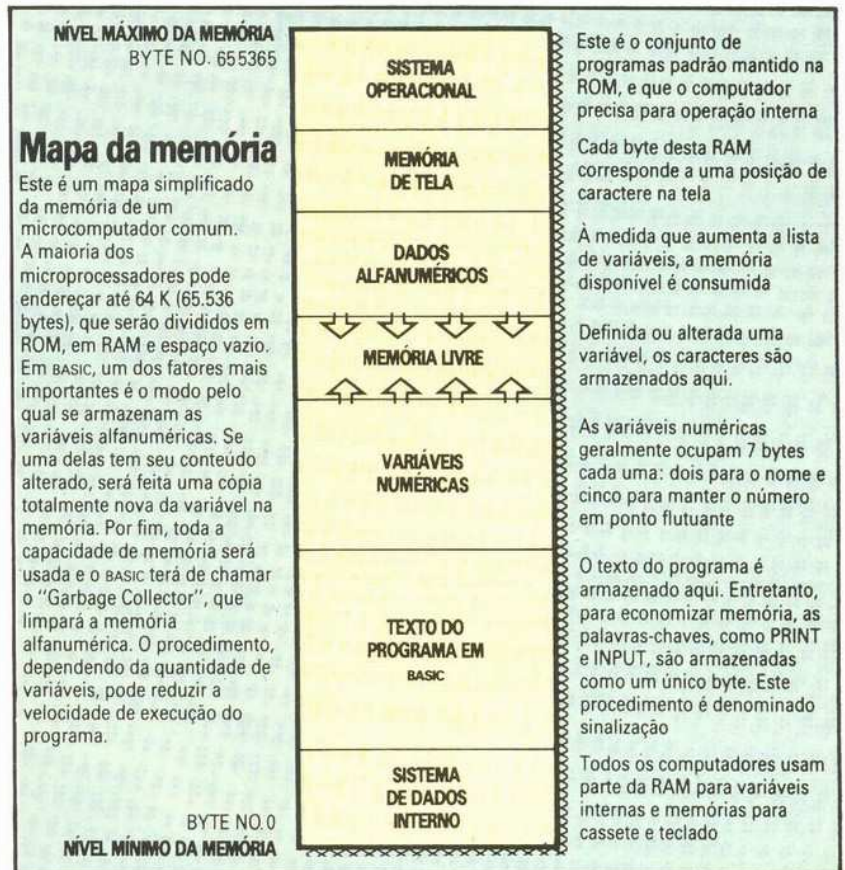 NÍVEL MÁXIMO DA MEMÓRIA
BYTE NO. 655365
Mapa da memória
Este é um mapa simplificado
da memória de um
microcomputador comum.
A maioria dos
microprocessadores pode
endereçar até 64 K (65.536
bytes), que serão divididos em
ROM, em RAM e espaço vazio.
Em BASIC, um dos fatores mais
importantes é o modo pelo
qual se armazenam as
variáveis alfanuméricas. Se
uma delas tem seu conteúdo
alterado, será feita uma cópia
totalmente nova da variável na
memória. Por fim, toda a
capacidade de memória será
usada e o BASIC terá de chamar
o "Garbage Collector", que
limpará a memória
alfanumérica. O procedimento,
dependendo da quantidade de
variáveis, pode reduzir a
velocidade de execução do
programa.
BYTE NO. 0
NÍVEL MÍNIMO DA MEMÓRIA
SISTEMA
OPERACIONAL
MEMÓRIA
DE TELA
DADOS
ALFANUMÉRICOS
MEMÓRIA LIVRE
VARIÁVEIS
NUMÉRICAS
TEXTO DO
PROGRAMA EM
BASIC
SISTEMA
DE DADOS
INTERNO
Este é o conjunto de
programas padrão mantido na
ROM, e que o computador
precisa para operação interna
Cada byte desta RAM
corresponde a uma posição de
caractere na tela
À medida que aumenta a lista
de variáveis, a memória
disponível é consumida
Definida ou alterada uma
variável, os caracteres são
armazenados aqui.
As variáveis numéricas
geralmente ocupam 7 bytes
cada uma: dois para o nome e
cinco para manter o número
em ponto flutuante
O texto do programa é
armazenado aqui. Entretanto,
para economizar memória, as
palavras-chaves, como PRINT
e INPUT, são armazenadas
como um único byte. Este
procedimento é denominado
sinalização
Todos os computadores usam
parte da RAM para variáveis
internas e memórias para
cassete e teclado